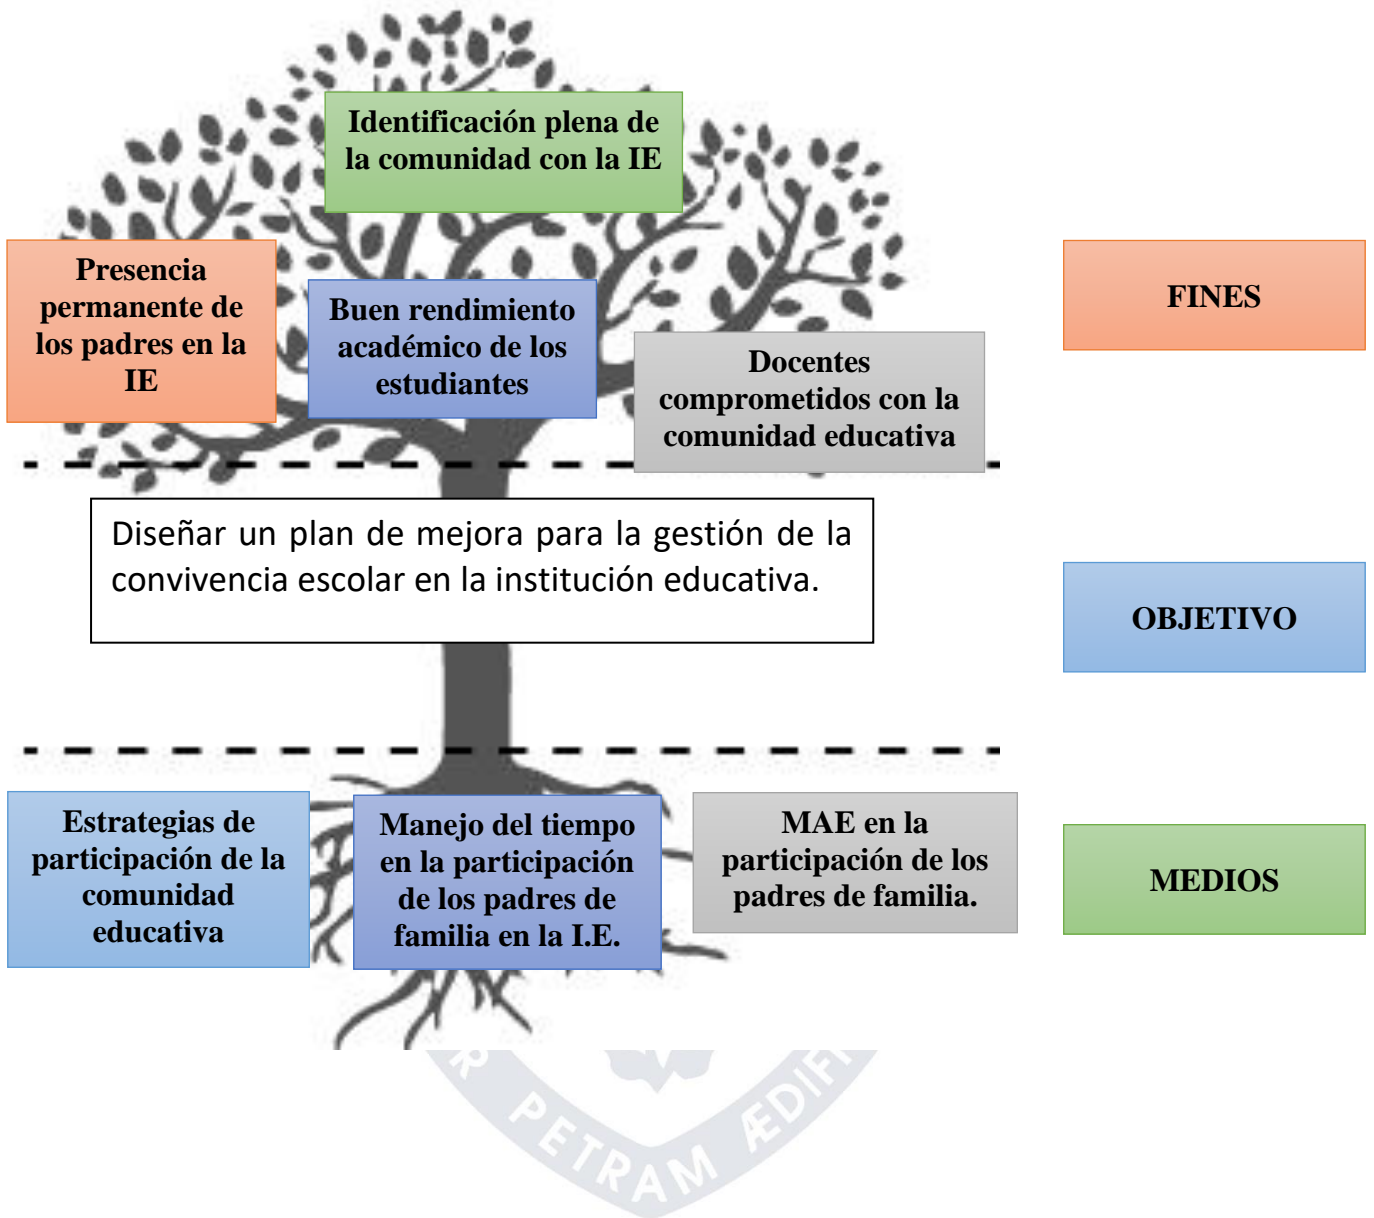 Identificación plena de
la comunidad con la IE
Presencia
permanente de
los padres en la
IE
Buen rendimiento
académico de los
estudiantes
Docentes
comprometidos con la
comunidad educativa
FINES
Diseñar un plan de mejora para la gestión de la
convivencia escolar en la institución educativa.
OBJETIVO
Estrategias de
participación de la
comunidad
educativa
Manejo del tiempo
en la participación
de los padres de
familia en la I.E.
MAE en la
participación de los
padres de familia.
MEDIOS
PETRAM